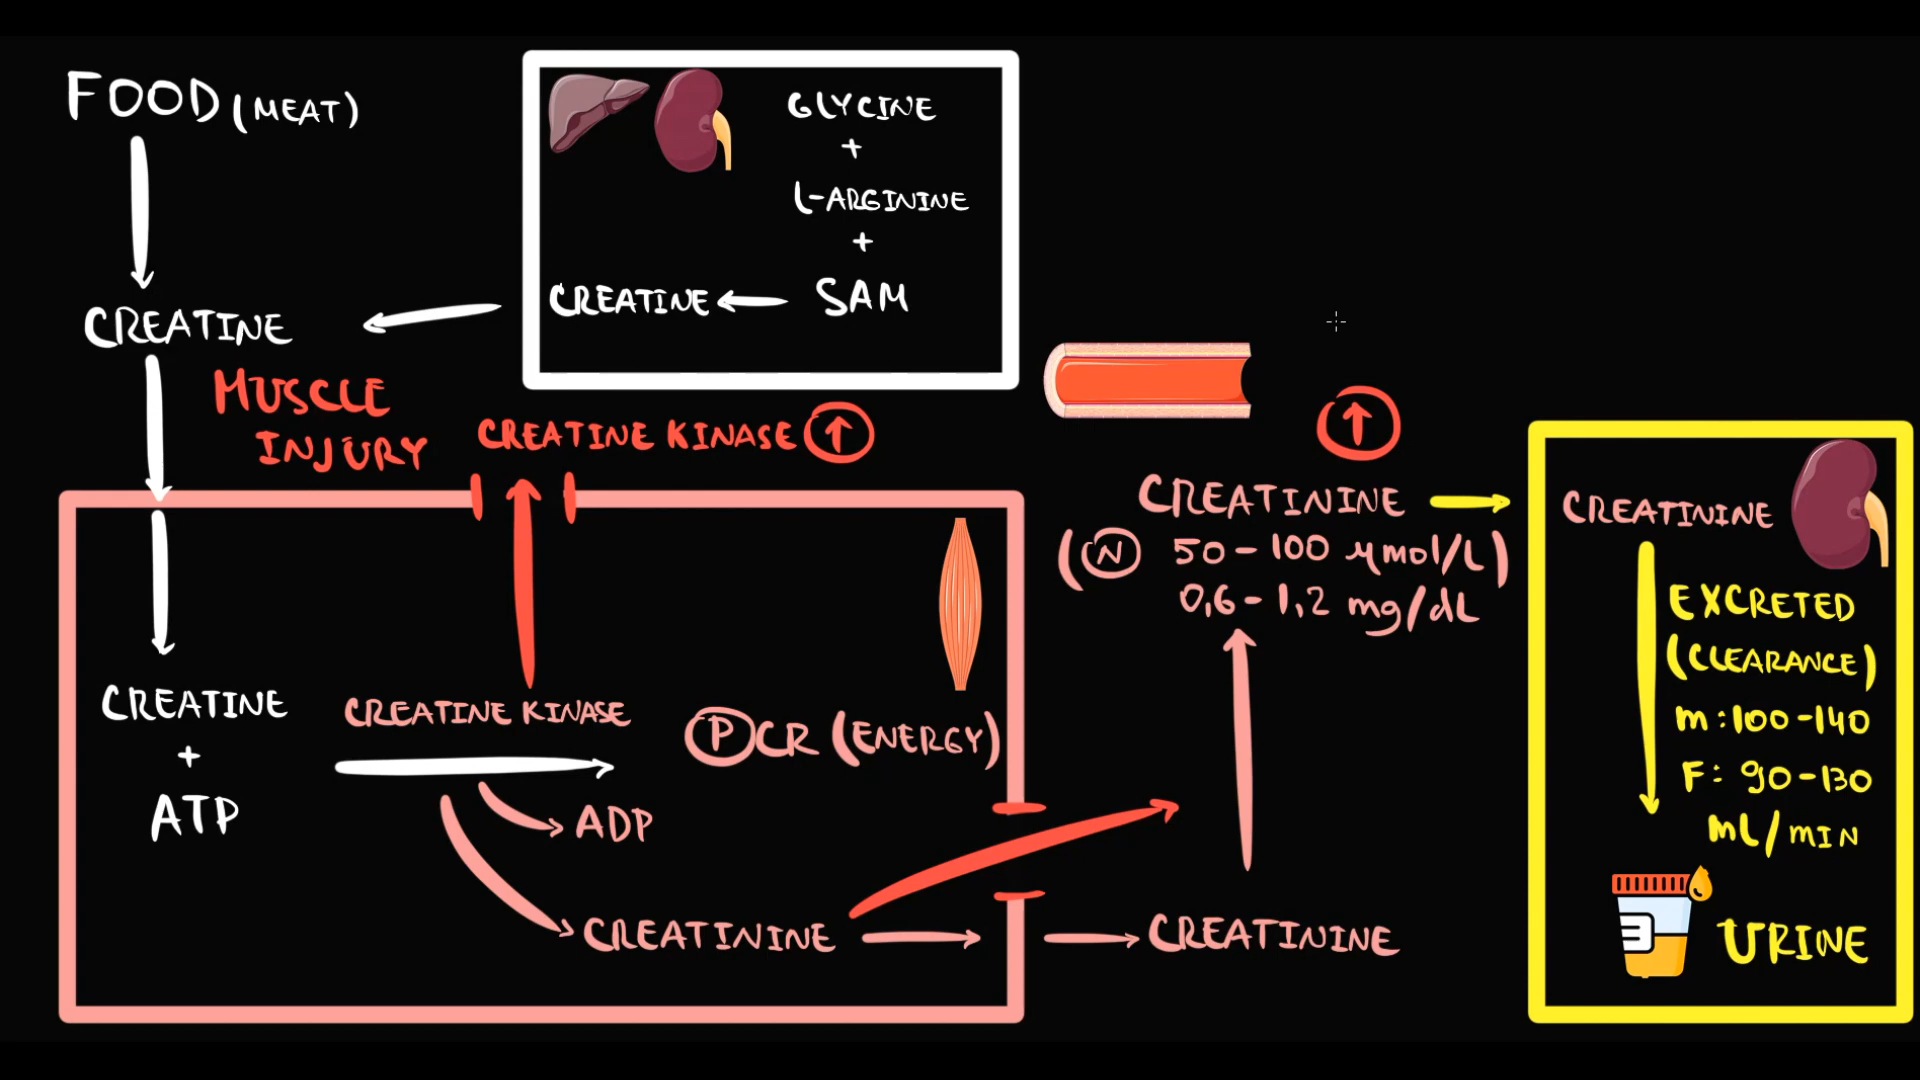 FOOD (MEAT)
CREATINE
GLYCINE
+
L-ARGININE
+
SAM
CREATINE
MUSCLE
INJURY
CREATINE KINASE
CREATINE
+
ATP
CREATINE KINASE
ADP
P CR (ENERGY)
CREATININE
CREATININE
CREATININE
(N 50-100 µmol/L)
0,6-1,2 mg/dL
CREATININE
EXCRETED
(CLEARANCE)
m:100-140
F: 90-130
mL/min
URINE